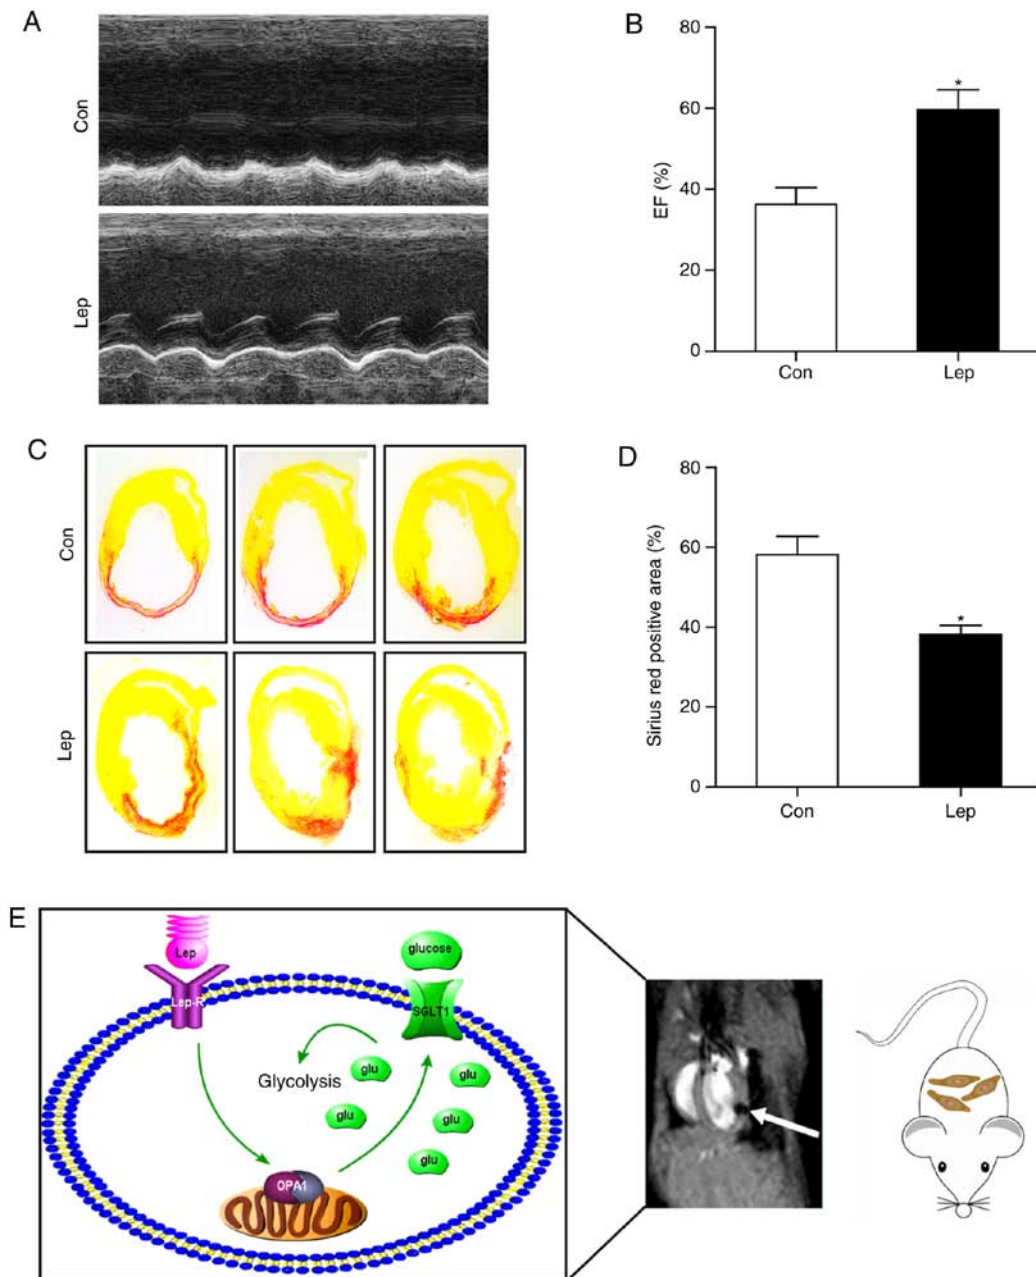 A
Con
Lep
B
80
60
40
20
0
EF (%)
*
Con
Lep
C
Con
Lep
D
80
60
40
20
0
Sirius red positive area (%)
*
Con
Lep
E
Lep
Lep-R
glucose
SGLT1
Glycolysis
glu
glu
glu
glu
glu
OPA1